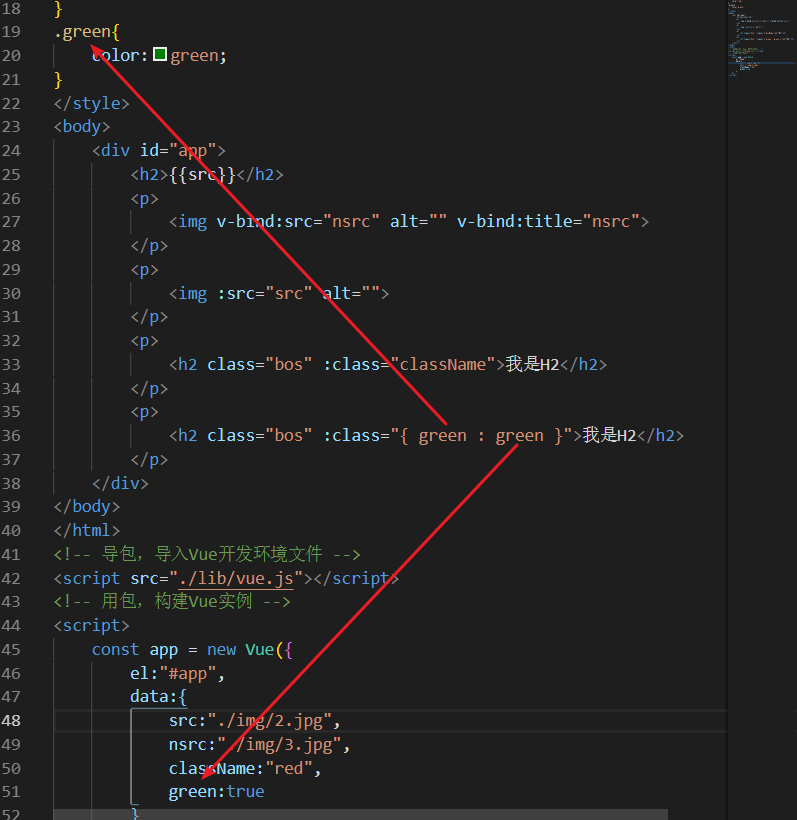 18 }
19 .green{
20 color: green;
21 }
22 </style>
23 <body>
24 <div id="app">
25 <h2>{{src}}</h2>
26 <p>
27 <img v-bind:src="nsrc" alt="" v-bind:title="nsrc">
28 </p>
29 <p>
30 <img :src="src" alt="">
31 </p>
32 <p>
33 <h2 class="bos" :class="className">我是H2</h2>
34 </p>
35 <p>
36 <h2 class="bos" :class="{ green : green }">我是H2</h2>
37 </p>
38 </div>
39 </body>
40 </html>
41 <!-- 导包，导入Vue开发环境文件 -->
42 <script src="./lib/vue.js"></script>
43 <!-- 用包，构建Vue实例 -->
44 <script>
45 const app = new Vue({
46 el:"#app",
47 data:{
48 src:"./img/2.jpg",
49 nsrc:"./img/3.jpg",
50 className:"red",
51 green:true
52 }